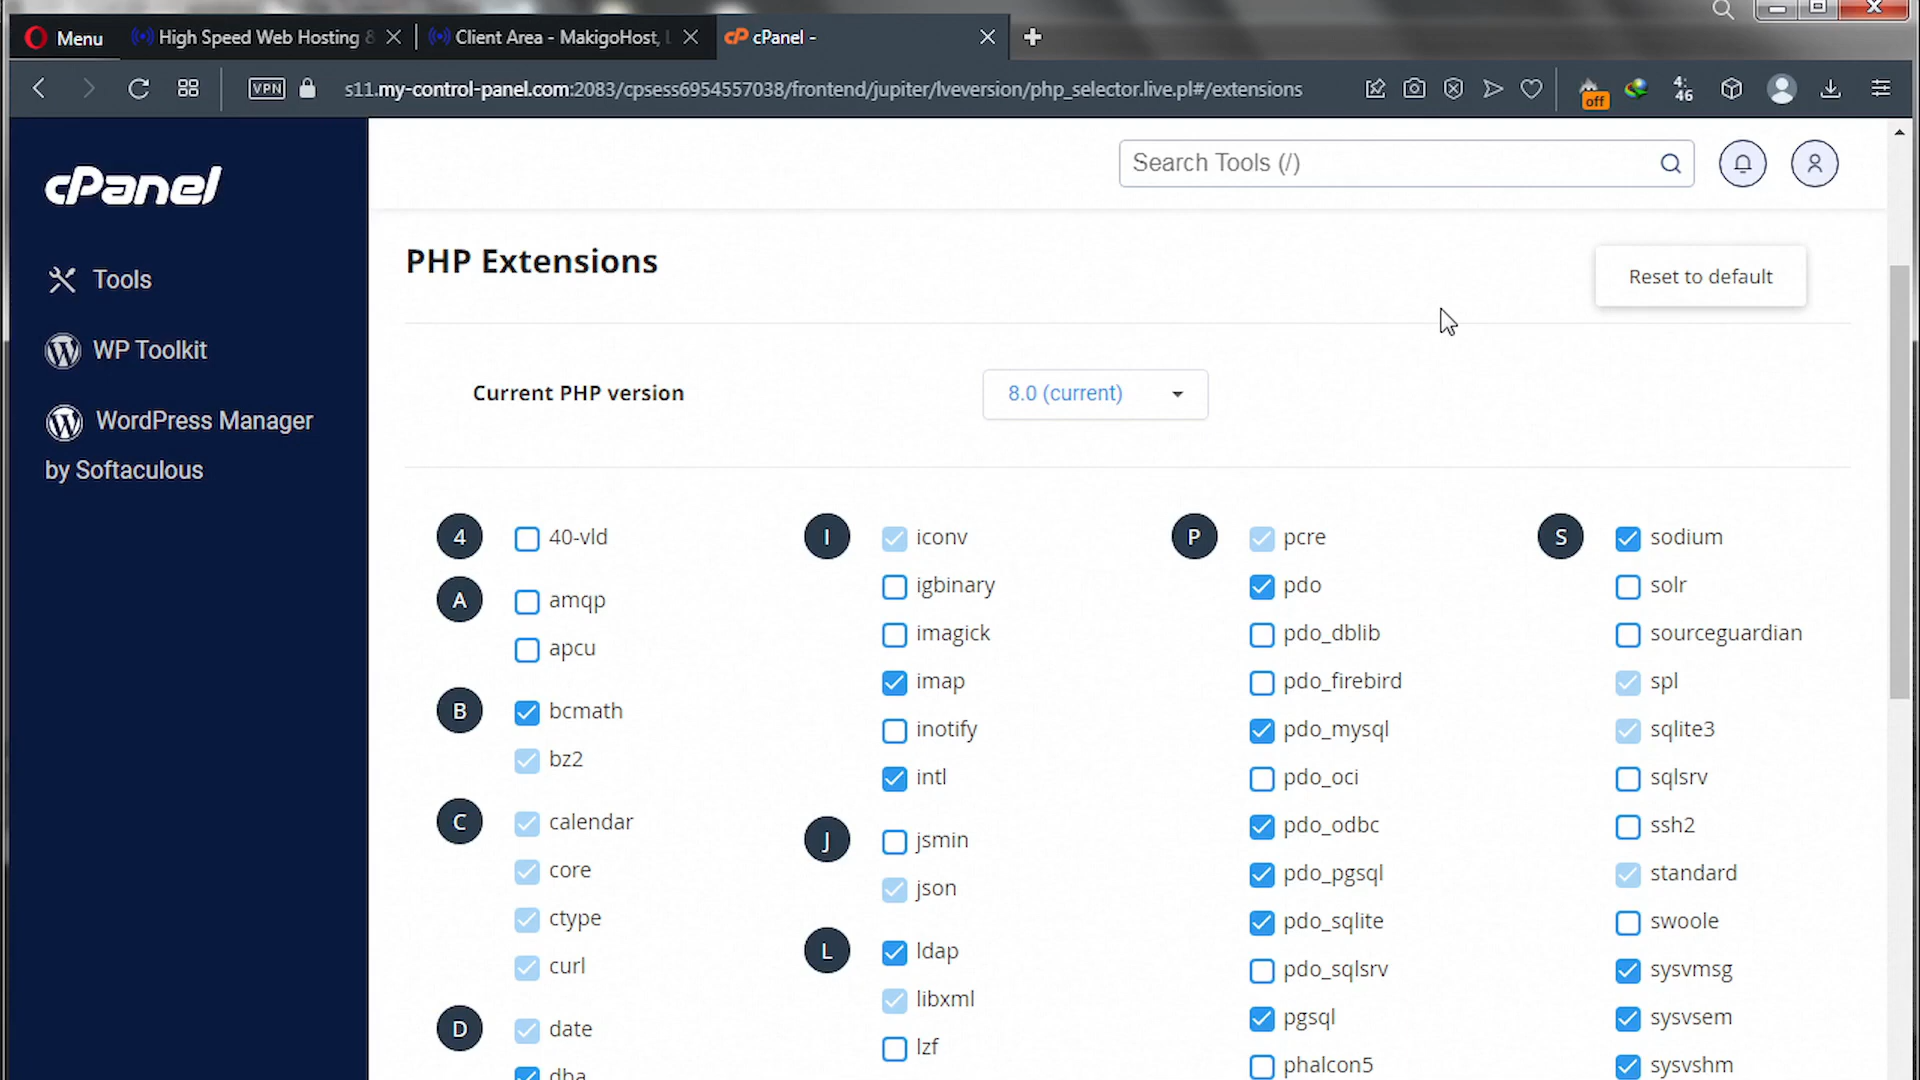 Menu
High Speed Web Hosting &
Client Area - MakigoHost, L
cPanel -
VPN
s11.my-control-panel.com:2083/cpsess6954557038/frontend/jupiter/lveversion/php_selector.live.pl#/extensions
off
4:
46
cPanel
Tools
WP Toolkit
WordPress Manager
by Softaculous
Search Tools (/)
PHP Extensions
Reset to default
Current PHP version
8.0 (current)
4
40-vld
A
amqp
apcu
B
bcmath
bz2
C
calendar
core
ctype
curl
D
date
dba
I
iconv
igbinary
imagick
imap
inotify
intl
J
jsmin
json
L
ldap
libxml
lzf
P
pcre
pdo
pdo_dblib
pdo_firebird
pdo_mysql
pdo_oci
pdo_odbc
pdo_pgsql
pdo_sqlite
pdo_sqlsrv
pgsql
phalcon5
S
sodium
solr
sourceguardian
spl
sqlite3
sqlsrv
ssh2
standard
swoole
sysvmsg
sysvsem
sysvshm